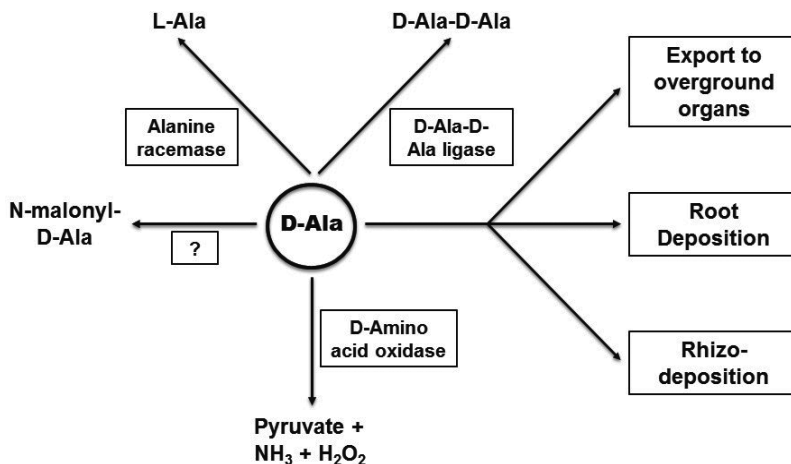 L-Ala
D-Ala-D-Ala
Export to
overground
organs
Alanine
racemase
D-Ala-D-
Ala ligase
N-malonyl-
D-Ala
?
D-Ala
Root
Deposition
D-Amino
acid oxidase
Rhizo-
deposition
Pyruvate +
NH₃ + H₂O₂